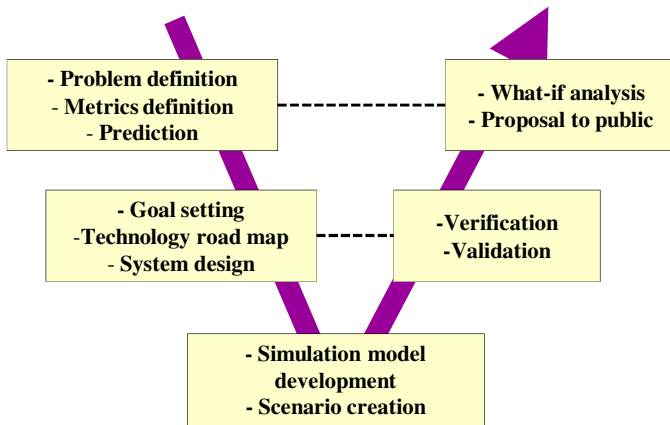 - Problem definition
- Metrics definition
- Prediction
- What-if analysis
- Proposal to public
- Goal setting
-Technology road map
- System design
-Verification
-Validation
- Simulation model
development
- Scenario creation